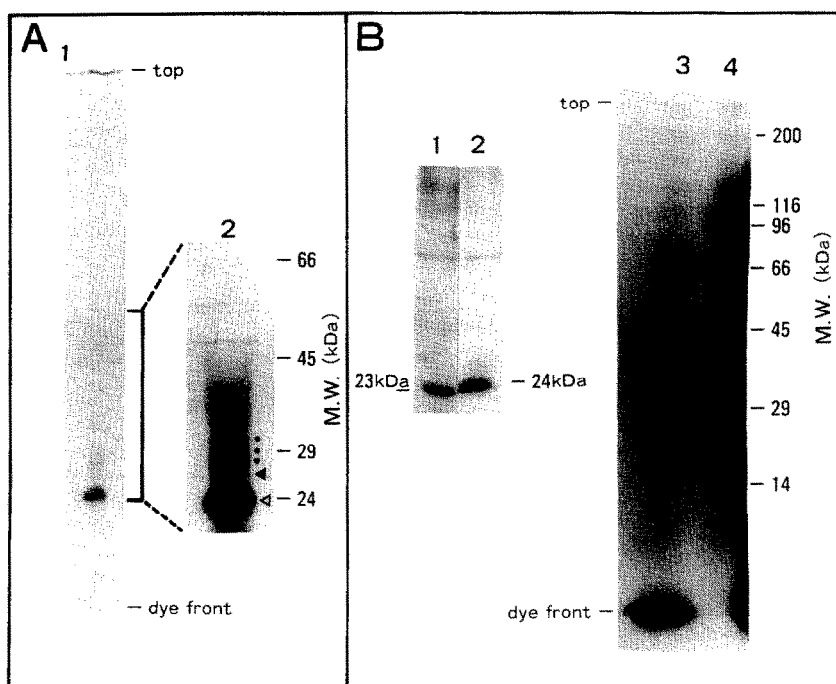 A
1
top
2
66
45
29
24
M.W. (kDa)
dye front
B
1 2
23kDa
24kDa
3 4
top
200
116
96
66
45
29
14
M.W. (kDa)
dye front